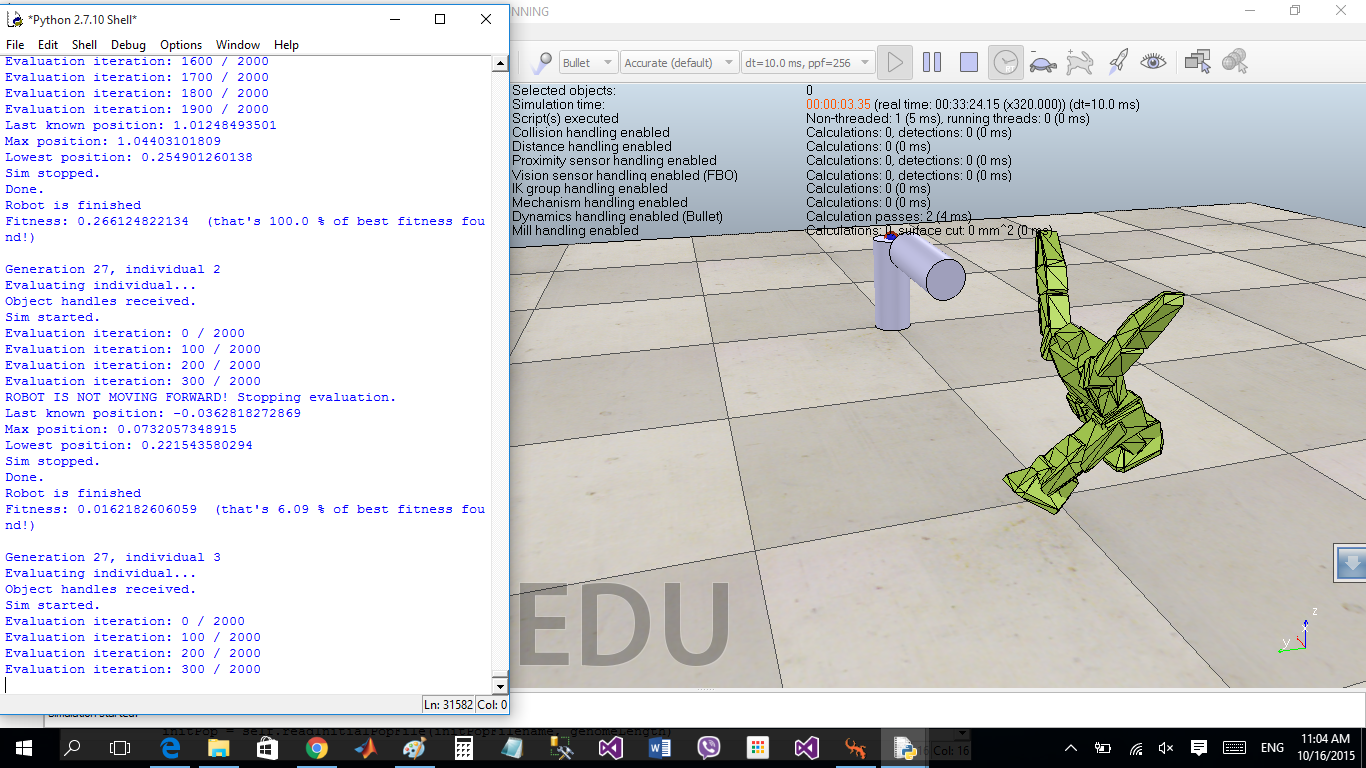 *Python 2.7.10 Shell*
File Edit Shell Debug Options Window Help
Evaluation iteration: 1600 / 2000
Evaluation iteration: 1700 / 2000
Evaluation iteration: 1800 / 2000
Evaluation iteration: 1900 / 2000
Last known position: 1.01248493501
Max position: 1.04403101809
Lowest position: 0.254901260138
Sim stopped.
Done.
Robot is finished
Fitness: 0.266124822134 (that's 100.0 % of best fitness fou
nd!)
Generation 27, individual 2
Evaluating individual...
Object handles received.
Sim started.
Evaluation iteration: 0 / 2000
Evaluation iteration: 100 / 2000
Evaluation iteration: 200 / 2000
Evaluation iteration: 300 / 2000
ROBOT IS NOT MOVING FORWARD! Stopping evaluation.
Last known position: -0.0362818272869
Max position: 0.0732057348915
Lowest position: 0.221543580294
Sim stopped.
Done.
Robot is finished
Fitness: 0.0162182606059 (that's 6.09 % of best fitness fou
nd!)
Generation 27, individual 3
Evaluating individual...
Object handles received.
Sim started.
Evaluation iteration: 0 / 2000
Evaluation iteration: 100 / 2000
Evaluation iteration: 200 / 2000
Evaluation iteration: 300 / 2000
Ln: 31582 Col: 0
NNING
Bullet Accurate (default) dt=10.0 ms, ppf=256
Selected objects: 0
Simulation time: 00:00:03.35 (real time: 00:33:24.15 (x320.000)) (dt=10.0 ms)
Script(s) executed Non-threaded: 1 (5 ms), running threads: 0 (0 ms)
Collision handling enabled Calculations: 0, detections: 0 (0 ms)
Distance handling enabled Calculations: 0 (0 ms)
Proximity sensor handling enabled Calculations: 0, detections: 0 (0 ms)
Vision sensor handling enabled (FBO) Calculations: 0, detections: 0 (0 ms)
IK group handling enabled Calculations: 0 (0 ms)
Mechanism handling enabled Calculations: 0 (0 ms)
Dynamics handling enabled (Bullet) Calculation passes: 2 (4 ms)
Mill handling enabled Calculations: 0, surface cut: 0 mm^2 (0 ms)
EDU
z
y
Simulation started.
initPop = self.readInitialPopFile(initPopFilename, genomeLength)
16 Col: 16
ENG
11:04 AM
10/16/2015